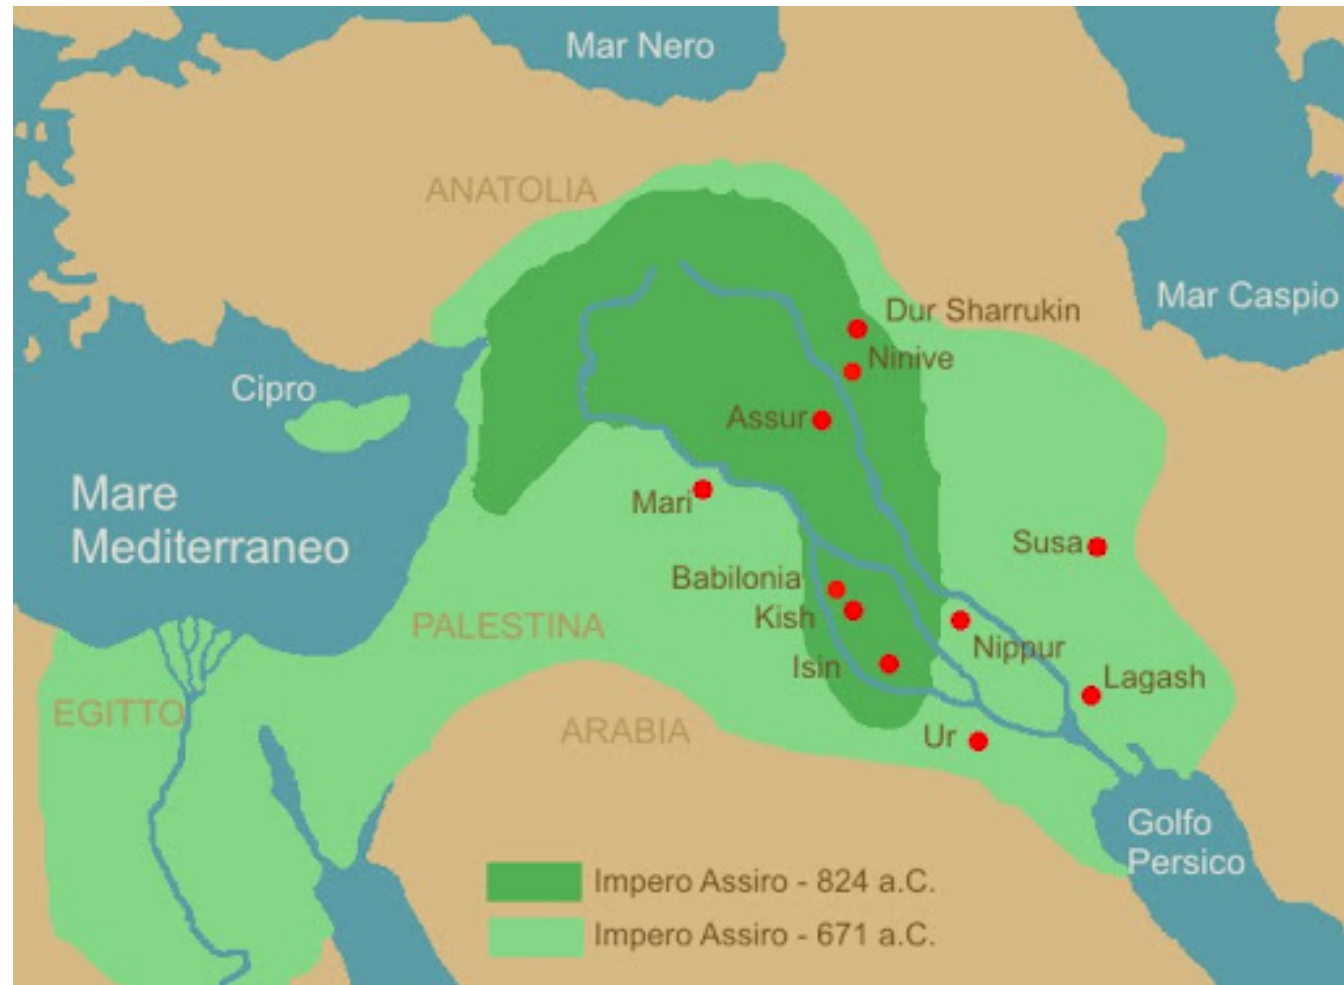 Mar Nero
ANATOLIA
Mar Caspio
Dur Sharrukin
Ninive
Cipro
Assur
Mare
Mediterraneo
Mari
Susa
Babilonia
Kish
PALESTINA
Nippur
Isin
Lagash
EGITTO
ARABIA
Ur
Golfo
Persico
Impero Assiro - 824 a.C.
Impero Assiro - 671 a.C.